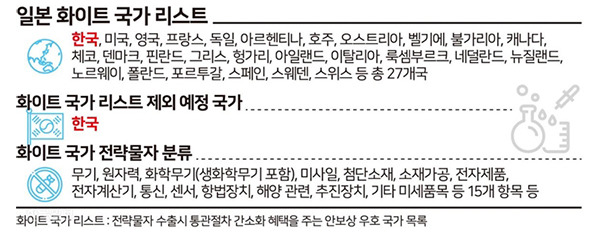 일본 화이트 국가 리스트
한국, 미국, 영국, 프랑스, 독일, 아르헨티나, 호주, 오스트리아, 벨기에, 불가리아, 캐나다,
체코, 덴마크, 핀란드, 그리스, 헝가리, 아일랜드, 이탈리아, 룩셈부르크, 네덜란드, 뉴질랜드,
노르웨이, 폴란드, 포르투갈, 스페인, 스웨덴, 스위스 등 총 27개국
화이트 국가 리스트 제외 예정 국가
한국
화이트 국가 전략물자 분류
무기, 원자력, 화학무기(생화학무기 포함), 미사일, 첨단소재, 소재가공, 전자제품,
전자계산기, 통신, 센서, 항법장치, 해양 관련, 추진장치, 기타 미세품목 등 15개 항목 등
화이트 국가 리스트 : 전략물자 수출시 통관절차 간소화 혜택을 주는 안보상 우호 국가 목록